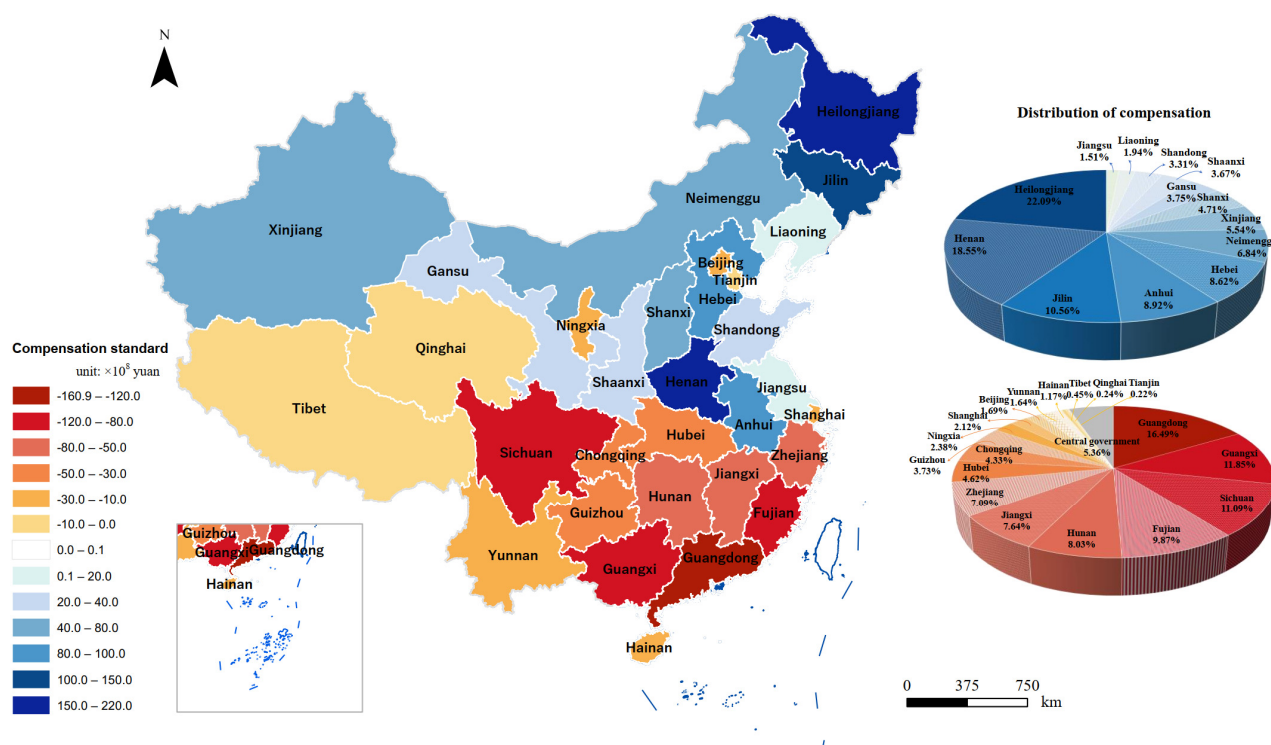 N
Heilongjiang
Jilin
Neimenggu
Xinjiang
Liaoning
Gansu
Beijing
Tianjin
Hebei
Ningxia
Shanxi
Shandong
Qinghai
Shaanxi
Henan
Jiangsu
Tibet
Shanghai
Anhui
Sichuan
Hubei
Chongqing
Zhejiang
Jiangxi
Hunan
Guizhou
Fujian
Yunnan
Guangxi
Guangdong
Hainan
Compensation standard
unit: ×10⁸ yuan
-160.9 – -120.0
-120.0 – -80.0
-80.0 – -50.0
-50.0 – -30.0
-30.0 – -10.0
-10.0 – 0.0
0.0 – 0.1
0.1 – 20.0
20.0 – 40.0
40.0 – 80.0
80.0 – 100.0
100.0 – 150.0
150.0 – 220.0
Guizhou
Guangxi
Guangdong
Hainan
Distribution of compensation
Jiangsu
1.51%
Liaoning
1.94%
Shandong
3.31%
Shaanxi
3.67%
Gansu
3.75%
Shanxi
4.71%
Xinjiang
5.54%
Neimengg
6.84%
Hebei
8.62%
Anhui
8.92%
Jilin
10.56%
Henan
18.55%
Heilongjiang
22.09%
Guangdong
16.49%
Guangxi
11.85%
Sichuan
11.09%
Fujian
9.87%
Hunan
8.03%
Jiangxi
7.64%
Zhejiang
7.09%
Hubei
4.62%
Chongqing
4.33%
Guizhou
3.73%
Ningxia
2.38%
Shanghai
2.12%
Beijing
1.69%
Yunnan
1.64%
Hainan
1.17%
Tibet
0.45%
Qinghai
0.24%
Tianjin
0.22%
Central government
5.36%
0 375 750
km